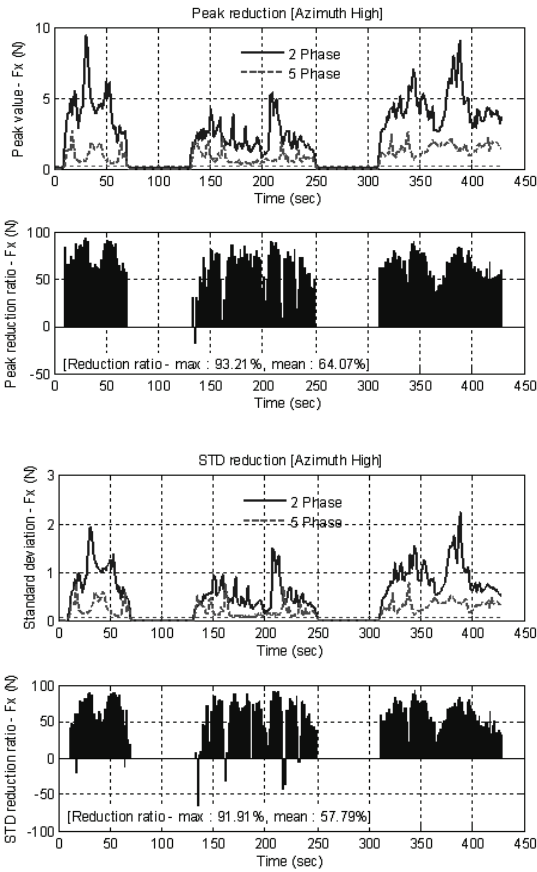 Peak reduction [Azimuth High]
Peak value - Fx (N)
10
5
0
2 Phase
5 Phase
0 50 100 150 200 250 300 350 400 450
Time (sec)
Peak reduction ratio - Fx (N)
100
50
0
-50
[Reduction ratio - max : 93.21%, mean : 64.07%]
0 50 100 150 200 250 300 350 400 450
Time (sec)
STD reduction [Azimuth High]
Standard deviation - Fx (N)
3
2
1
0
2 Phase
5 Phase
0 50 100 150 200 250 300 350 400 450
Time (sec)
STD reduction ratio - Fx (N)
100
50
0
-50
-100
[Reduction ratio - max : 91.91%, mean : 57.79%]
0 50 100 150 200 250 300 350 400 450
Time (sec)